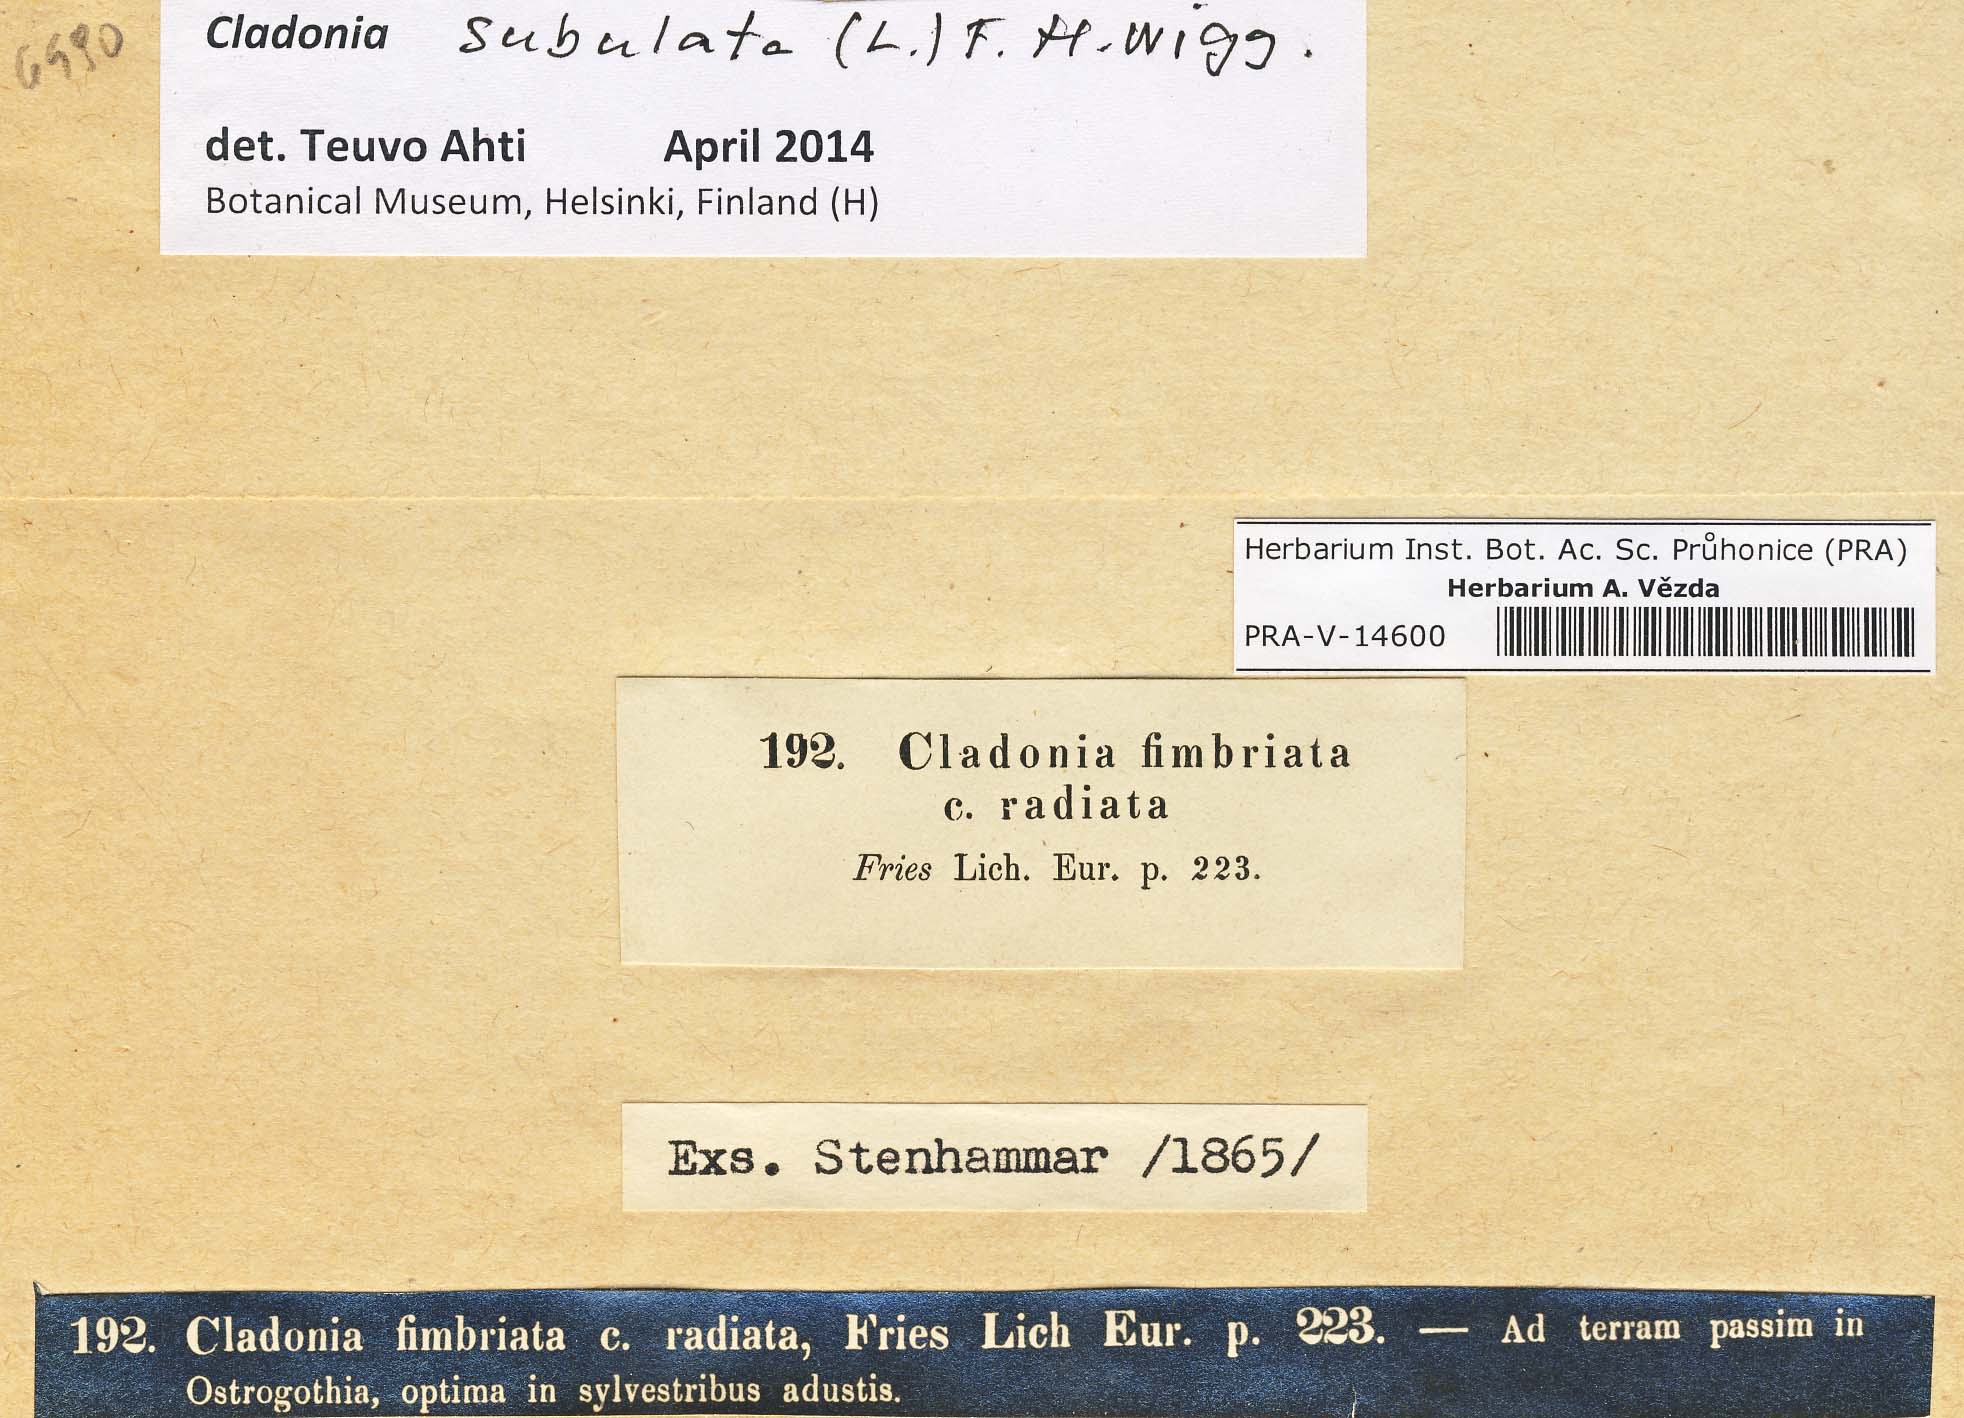 6990
Cladonia subulata (L.) F. H. Wigg.
det. Teuvo Ahti April 2014
Botanical Museum, Helsinki, Finland (H)
Herbarium Inst. Bot. Ac. Sc. Průhonice (PRA)
Herbarium A. Vězda
PRA-V-14600
192. Cladonia fimbriata
c. radiata
Fries Lich. Eur. p. 223.
Exs. Stenhammar /1865/
192. Cladonia fimbriata c. radiata, Fries Lich Eur. p. 223. — Ad terram passim in
Ostrogothia, optima in sylvestribus adustis.